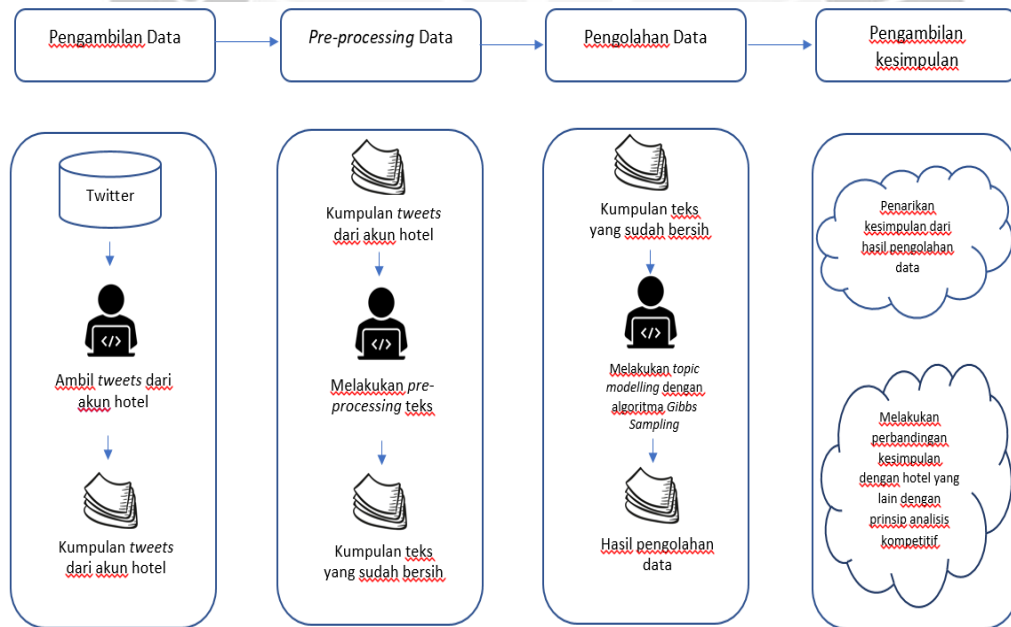 Pengambilan Data
Pre-processing Data
Pengolahan Data
Pengambilan
kesimpulan
Twitter
Ambil tweets dari
akun hotel
Kumpulan tweets
dari akun hotel
Kumpulan tweets
dari akun hotel
</>
Melakukan pre-
processing teks
Kumpulan teks
yang sudah bersih
Kumpulan teks
yang sudah bersih
</>
Melakukan topic
modelling dengan
algoritma Gibbs
Sampling
Hasil pengolahan
data
Penarikan
kesimpulan dari
hasil pengolahan
data
Melakukan
perbandingan
kesimpulan
dengan hotel yang
lain dengan
prinsip analisis
kompetitif